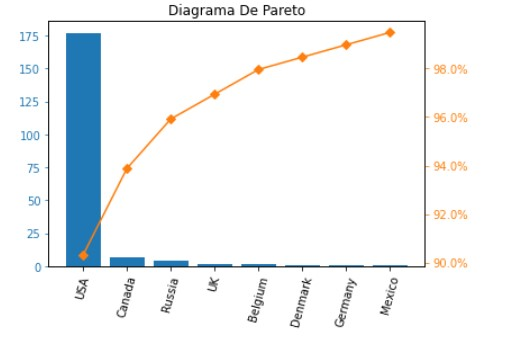 Diagrama De Pareto
175
150
125
100
75
50
25
0
98.0%
96.0%
94.0%
92.0%
90.0%
USA
Canada
Russia
UK
Belgium
Denmark
Germany
Mexico